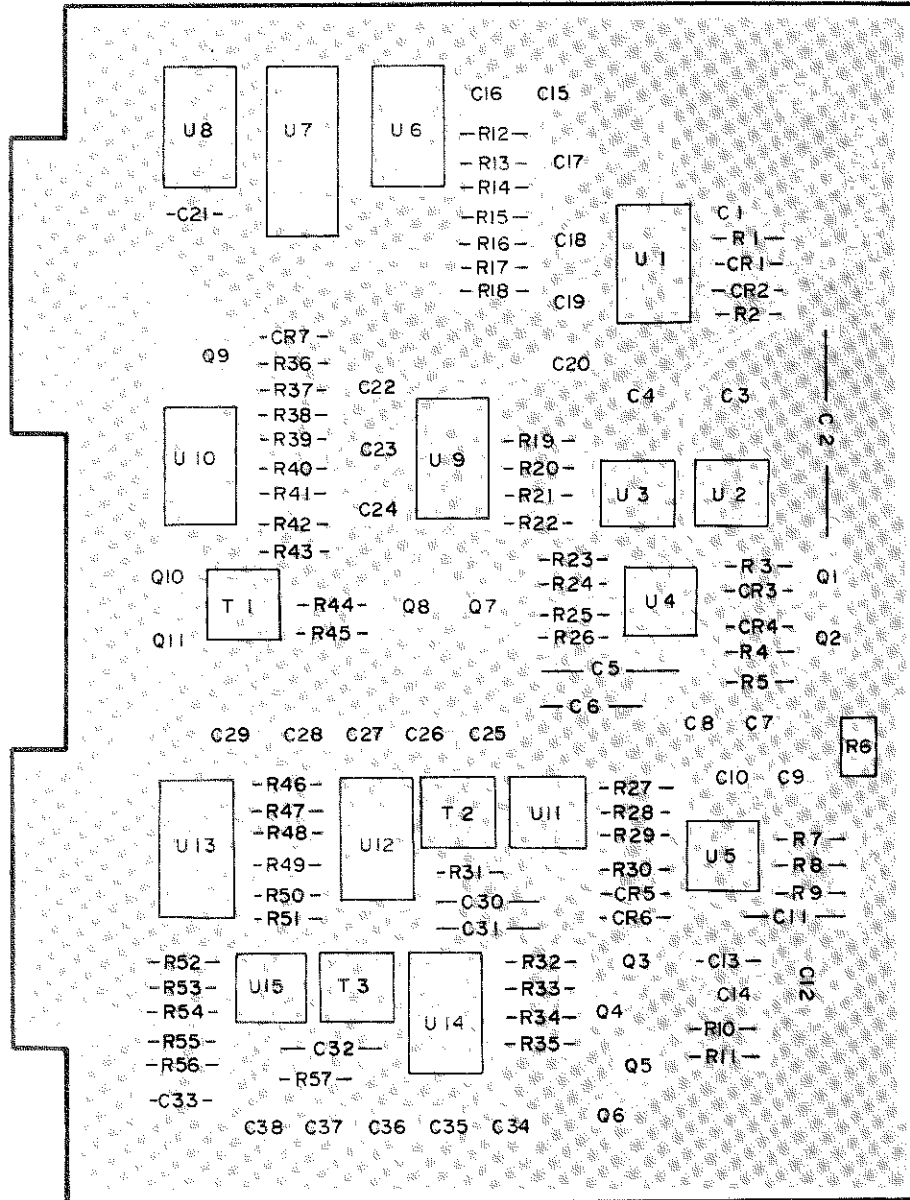 C16 C15
U8 U7 U6 -R12-
-R13- C17
-R14-
-C21- -R15- C1
-R16- C18 U1 -R1-
-R17- -CR1-
-R18- C19 -CR2-
-R2-
-CR7-
Q9 -R36- C20
-R37- C22 C4 C3
-R38- C2
-R39- C23 -R19-
U10 -R40- U9 -R20-
-R41- -R21- U3 U2
-R42- C24 -R22-
-R43-
-R23- -R3-
Q10 -R24- -CR3- Q1
T1 -R44- Q8 Q7 -R25- U4
Q11 -R45- -R26- -CR4- Q2
-R4-
— C5 — -R5-
— C6 —
C8 C7
C29 C28 C27 C26 C25 R6
C10 C9
-R46- -R27-
-R47- T2 U11 -R28-
-R48- -R29- -R7-
U13 -R49- U12 -R31- -R30- U5 -R8-
-R50- -C30- -CR5- -R9-
-R51- -C31- -CR6- -C11-
-R52- -R32- Q3 -C13-
-R53- U15 T3 -R33- C14 C12
-R54- U14 -R34- Q4
-R55- -R10-
-C32- -R35- -R11-
-R56- Q5
-R57-
-C33-
C38 C37 C36 C35 C34 Q6